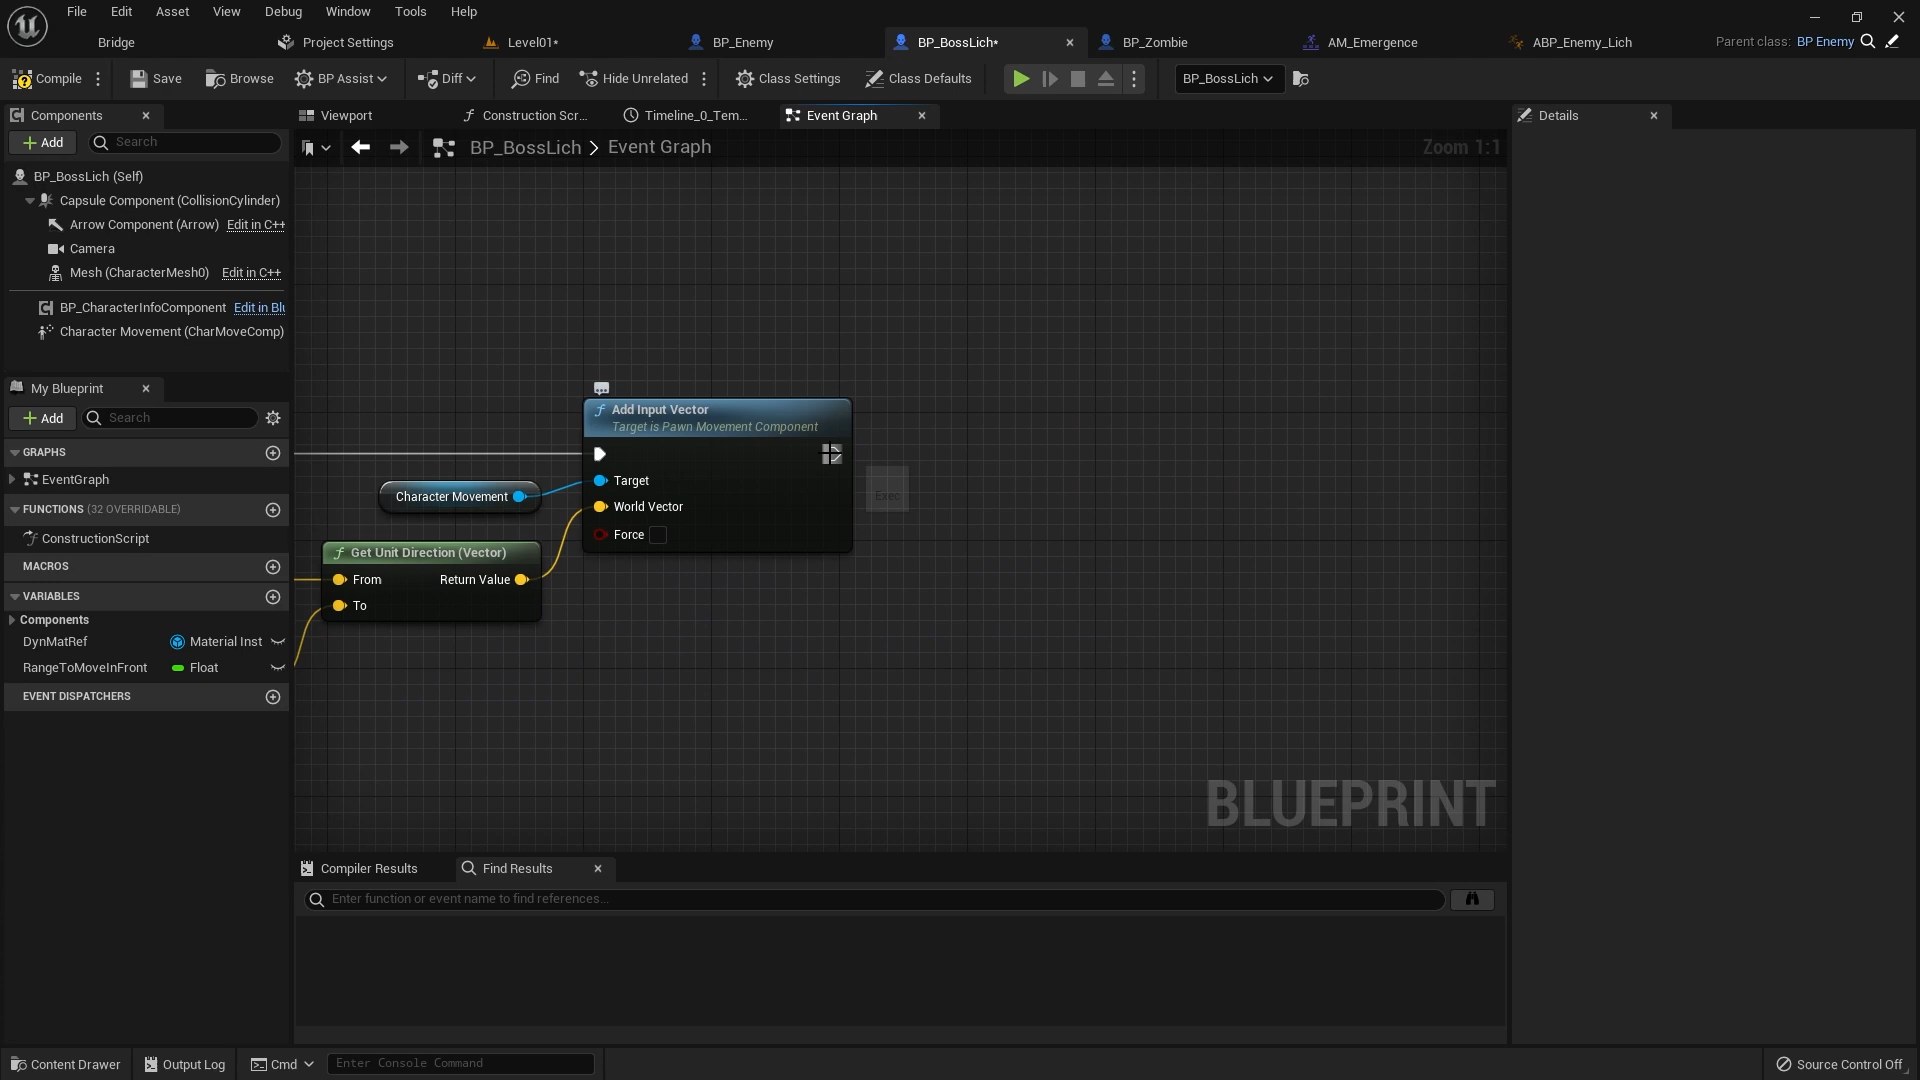 File Edit Asset View Debug Window Tools Help
Bridge Project Settings Level01* BP_Enemy BP_BossLich* BP_Zombie AM_Emergence ABP_Enemy_Lich Parent class: BP Enemy
Compile Save Browse BP Assist Diff Find Hide Unrelated Class Settings Class Defaults BP_BossLich
Components Viewport Construction Scr... Timeline_0_Tem... Event Graph Details
Add Search
BP_BossLich > Event Graph Zoom 1:1
BP_BossLich (Self)
Capsule Component (CollisionCylinder)
Arrow Component (Arrow) Edit in C++
Camera
Mesh (CharacterMesh0) Edit in C++
BP_CharacterInfoComponent Edit in Blu
Character Movement (CharMoveComp)
My Blueprint
Add Search
GRAPHS
EventGraph
FUNCTIONS (32 OVERRIDABLE)
ConstructionScript
MACROS
VARIABLES
Components
DynMatRef Material Inst
RangeToMoveInFront Float
EVENT DISPATCHERS
Add Input Vector
Target is Pawn Movement Component
Target
World Vector
Force
Exec
Character Movement
Get Unit Direction (Vector)
From Return Value
To
BLUEPRINT
Compiler Results Find Results
Enter function or event name to find references...
Content Drawer Output Log Cmd Enter Console Command Source Control Off